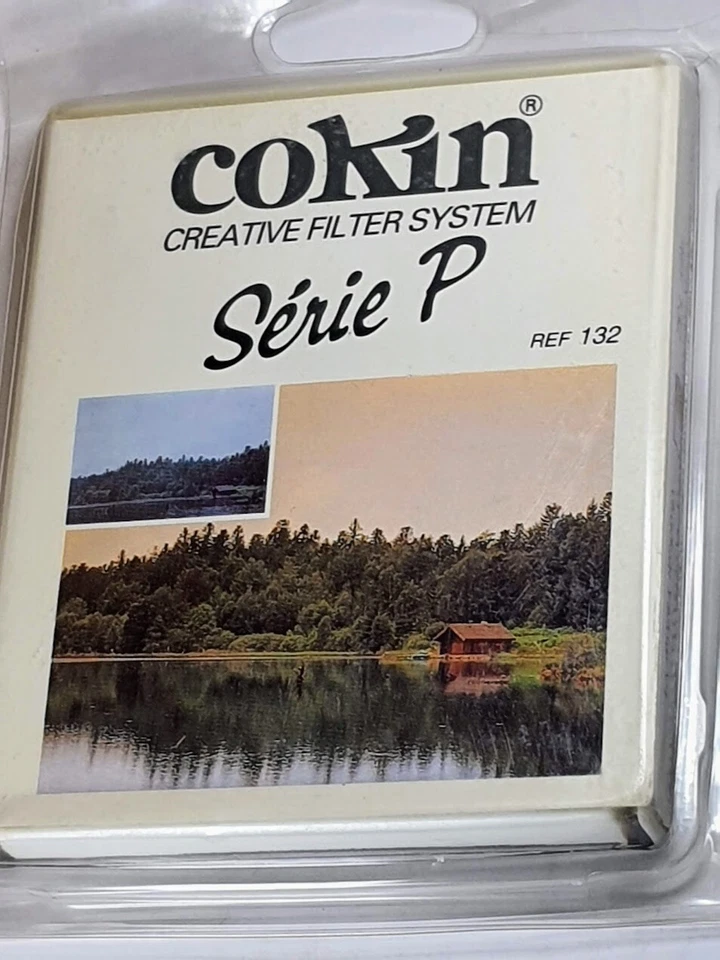 cokin®
CREATIVE FILTER SYSTEM
Série P
REF 132